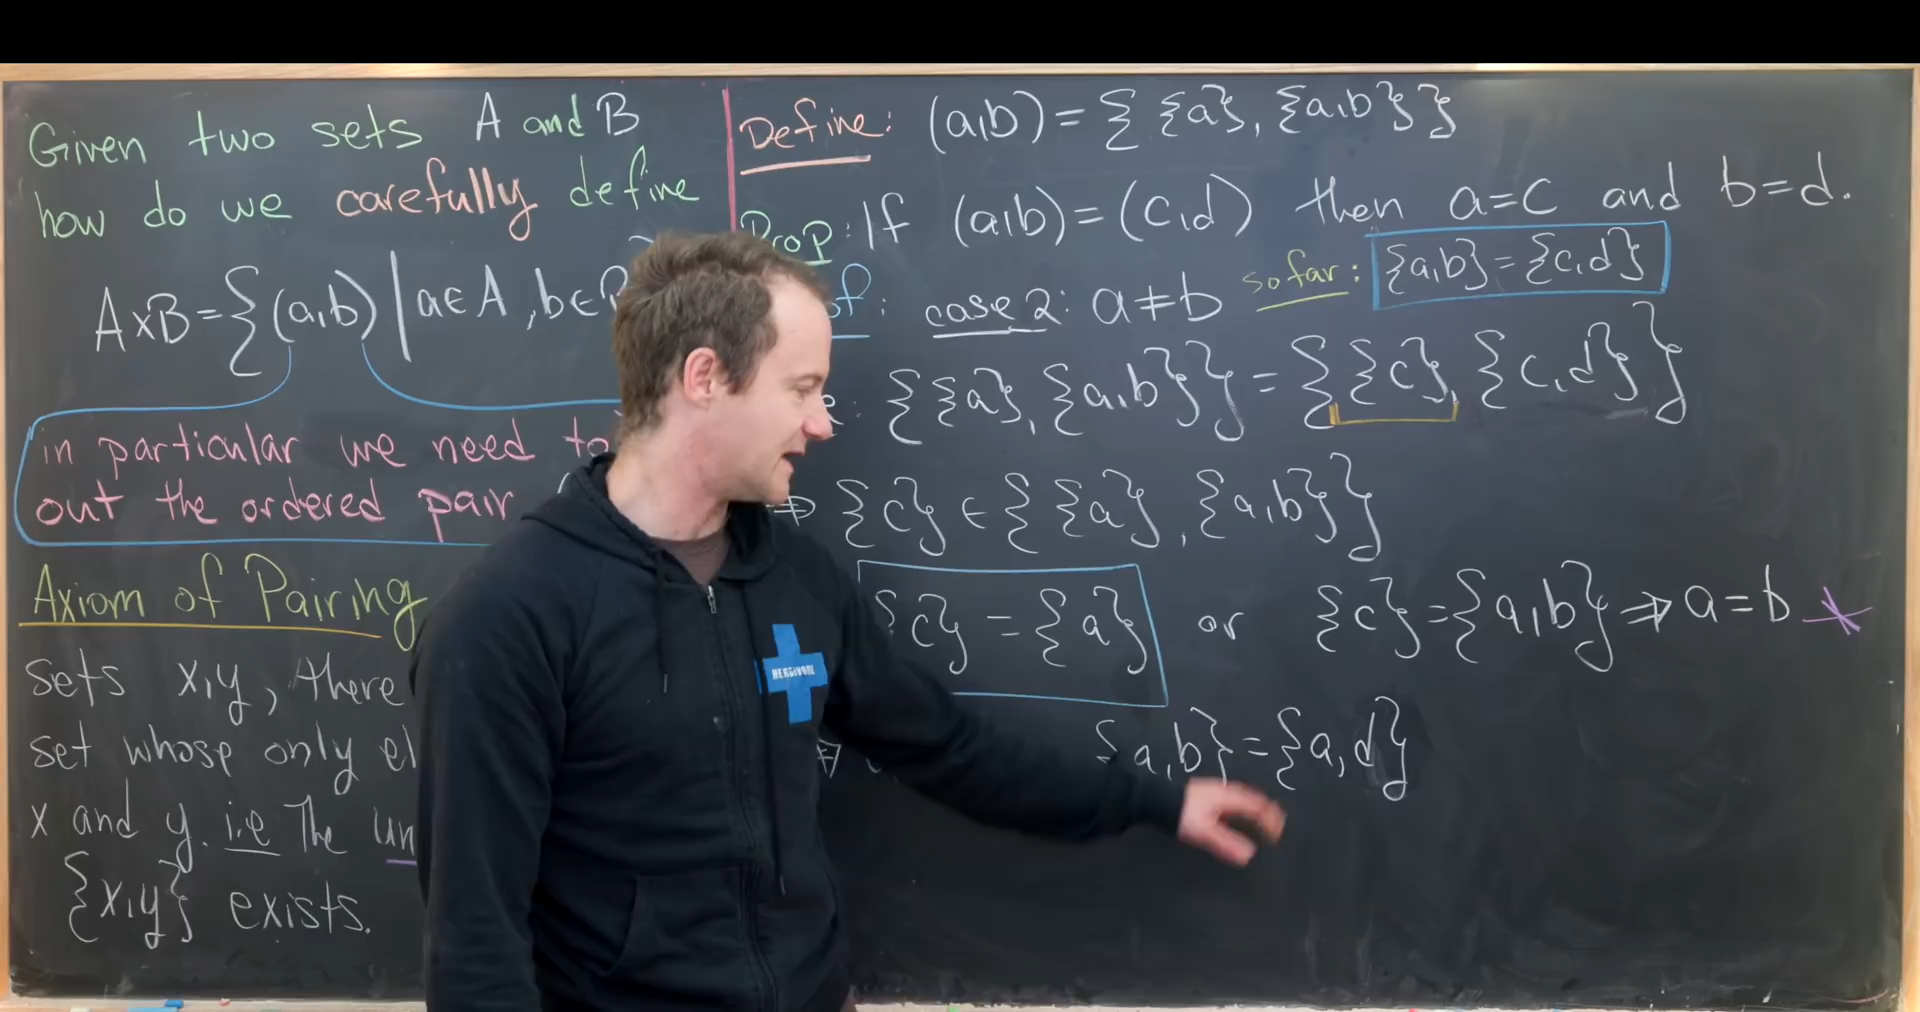 Given two sets A and B
how do we carefully define
A×B={(a,b) | a∈A, b∈
in particular we need to
out the ordered pair
Axiom of Pairing
sets x,y, there
set whose only el
x and y. i.e The un
{x,y} exists.
Define: (a,b) = { {a}, {a,b} }
Prop: If (a,b) = (c,d) then a=c and b=d.
so far: {a,b} = {c,d}
of: case 2: a≠b
{ {a}, {a,b} } = { {c}, {c,d} }
⇒ {c} ∈ { {a}, {a,b} }
{c} = {a} or {c} = {a,b} ⇒ a=b
{a,b} = {a,d}
HERBIVORE